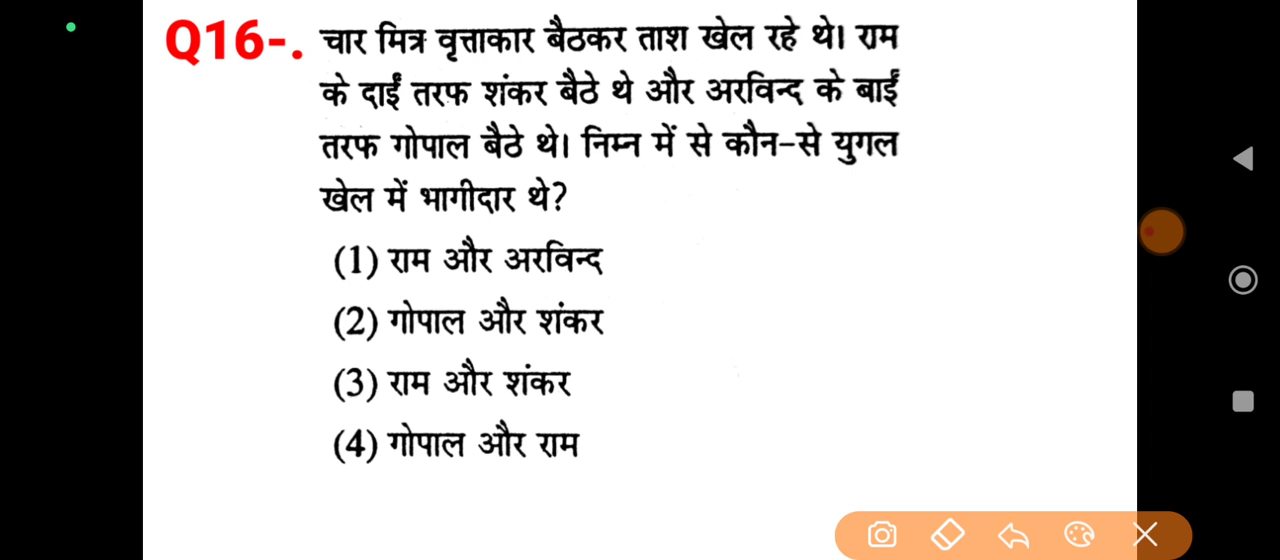 Q16-. चार मित्र वृत्ताकार बैठकर ताश खेल रहे थे। राम
के दाईं तरफ शंकर बैठे थे और अरविन्द के बाईं
तरफ गोपाल बैठे थे। निम्न में से कौन-से युगल
खेल में भागीदार थे?
(1) राम और अरविन्द
(2) गोपाल और शंकर
(3) राम और शंकर
(4) गोपाल और राम